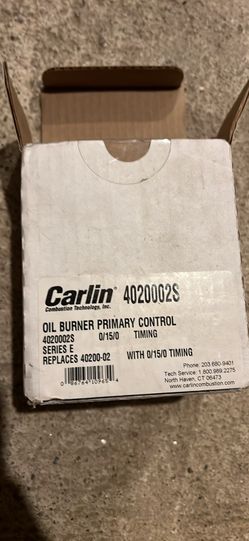 Carlin® 4020002S
Combustion Technology, Inc.
OIL BURNER PRIMARY CONTROL
4020002S 0/15/0 TIMING
SERIES E
REPLACES 40200-02 WITH 0/15/0 TIMING
Phone: 203.680-9401
Tech Service: 1.800.989.2275
North Haven, CT 06473
www.carlincombustion.com